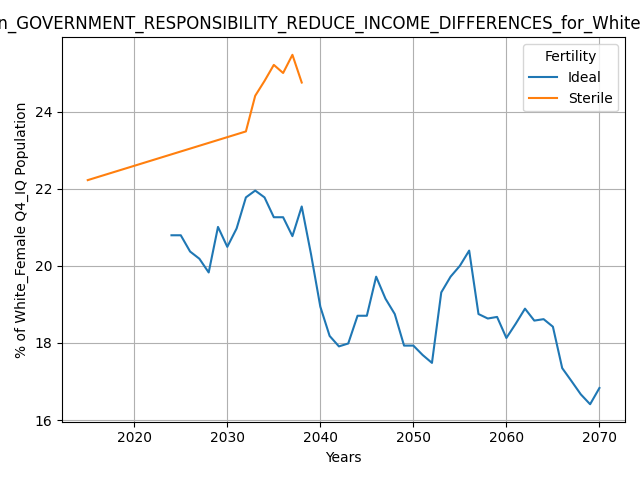 n_GOVERNMENT_RESPONSIBILITY_REDUCE_INCOME_DIFFERENCES_for_White
Fertility
Ideal
Sterile
% of White_Female Q4_IQ Population
24
22
20
18
16
2020 2030 2040 2050 2060 2070
Years